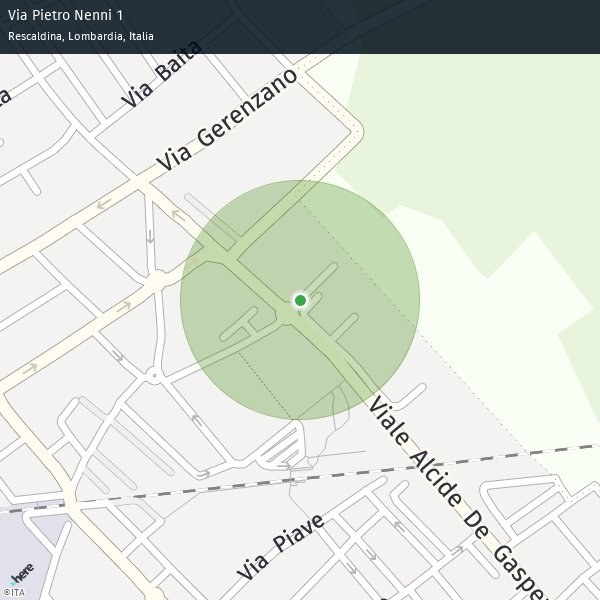 Via Pietro Nenni 1
Rescaldina, Lombardia, Italia
Via Baita
Via Gerenzano
Viale Alcide De Gasper
Via Piave
here
©ITA